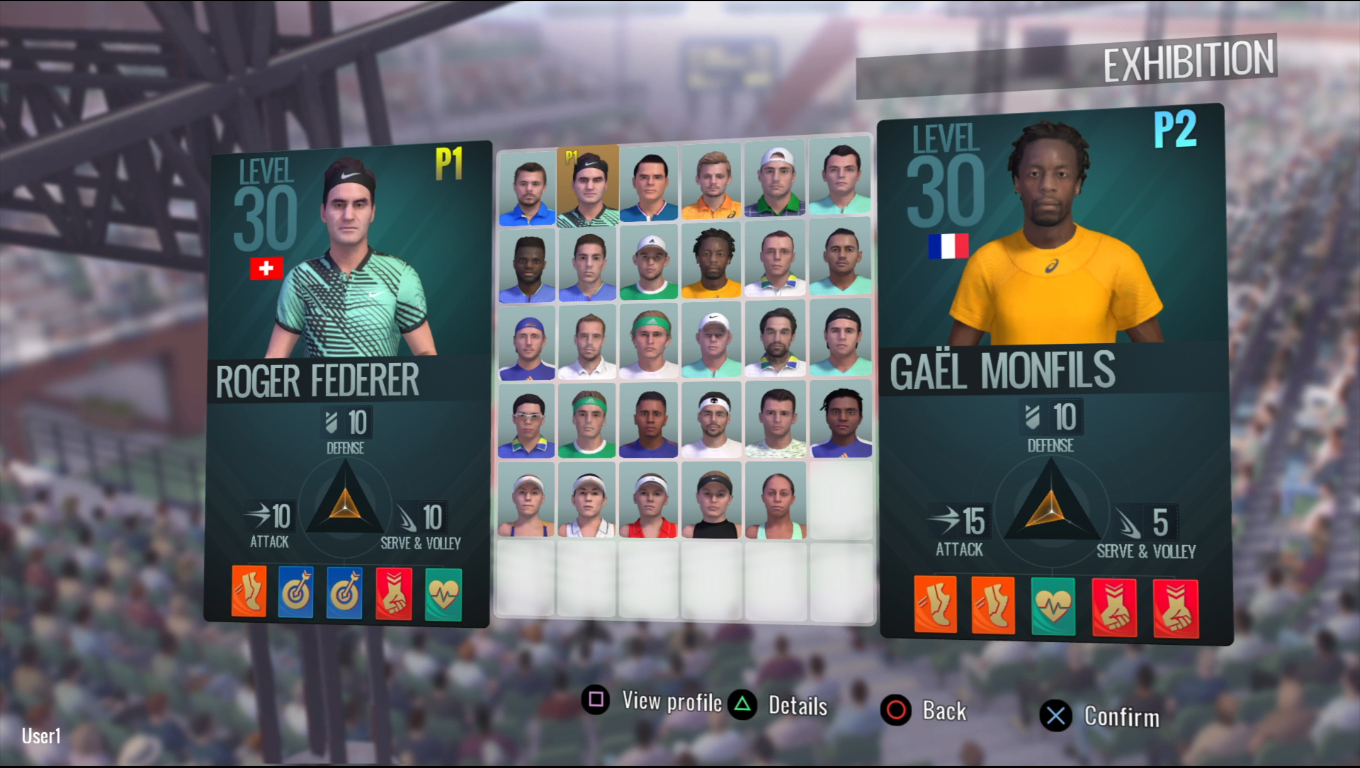 EXHIBITION
LEVEL
30
P1
ROGER FEDERER
10
DEFENSE
10
ATTACK
10
SERVE & VOLLEY
P1
LEVEL
30
P2
GAËL MONFILS
10
DEFENSE
15
ATTACK
5
SERVE & VOLLEY
View profile
Details
Back
Confirm
User1